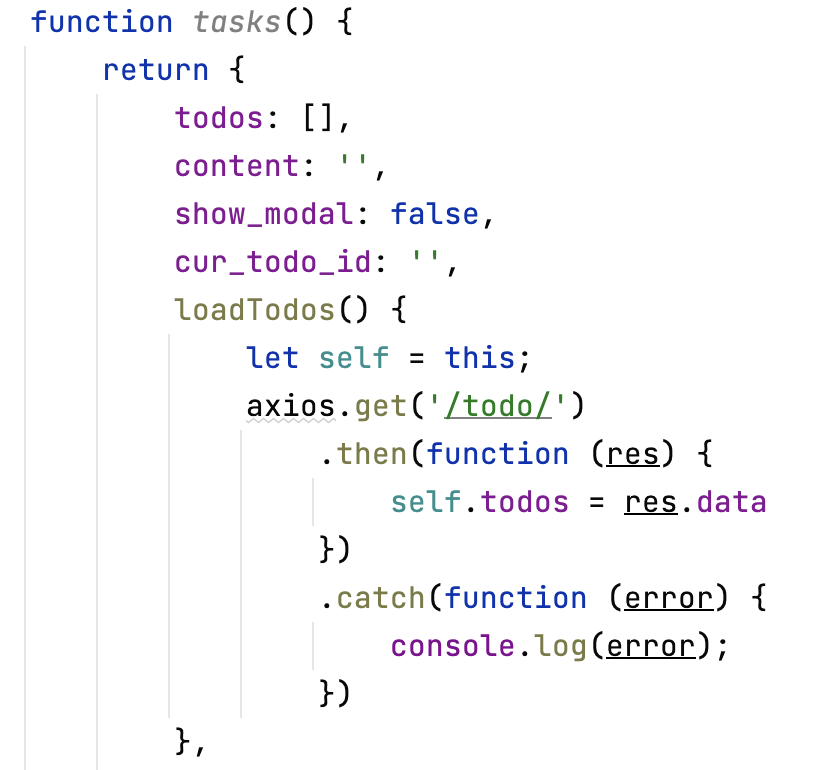 function tasks() {
return {
todos: [],
content: '',
show_modal: false,
cur_todo_id: '',
loadTodos() {
let self = this;
axios.get('/todo/')
.then(function (res) {
self.todos = res.data
})
.catch(function (error) {
console.log(error);
})
},